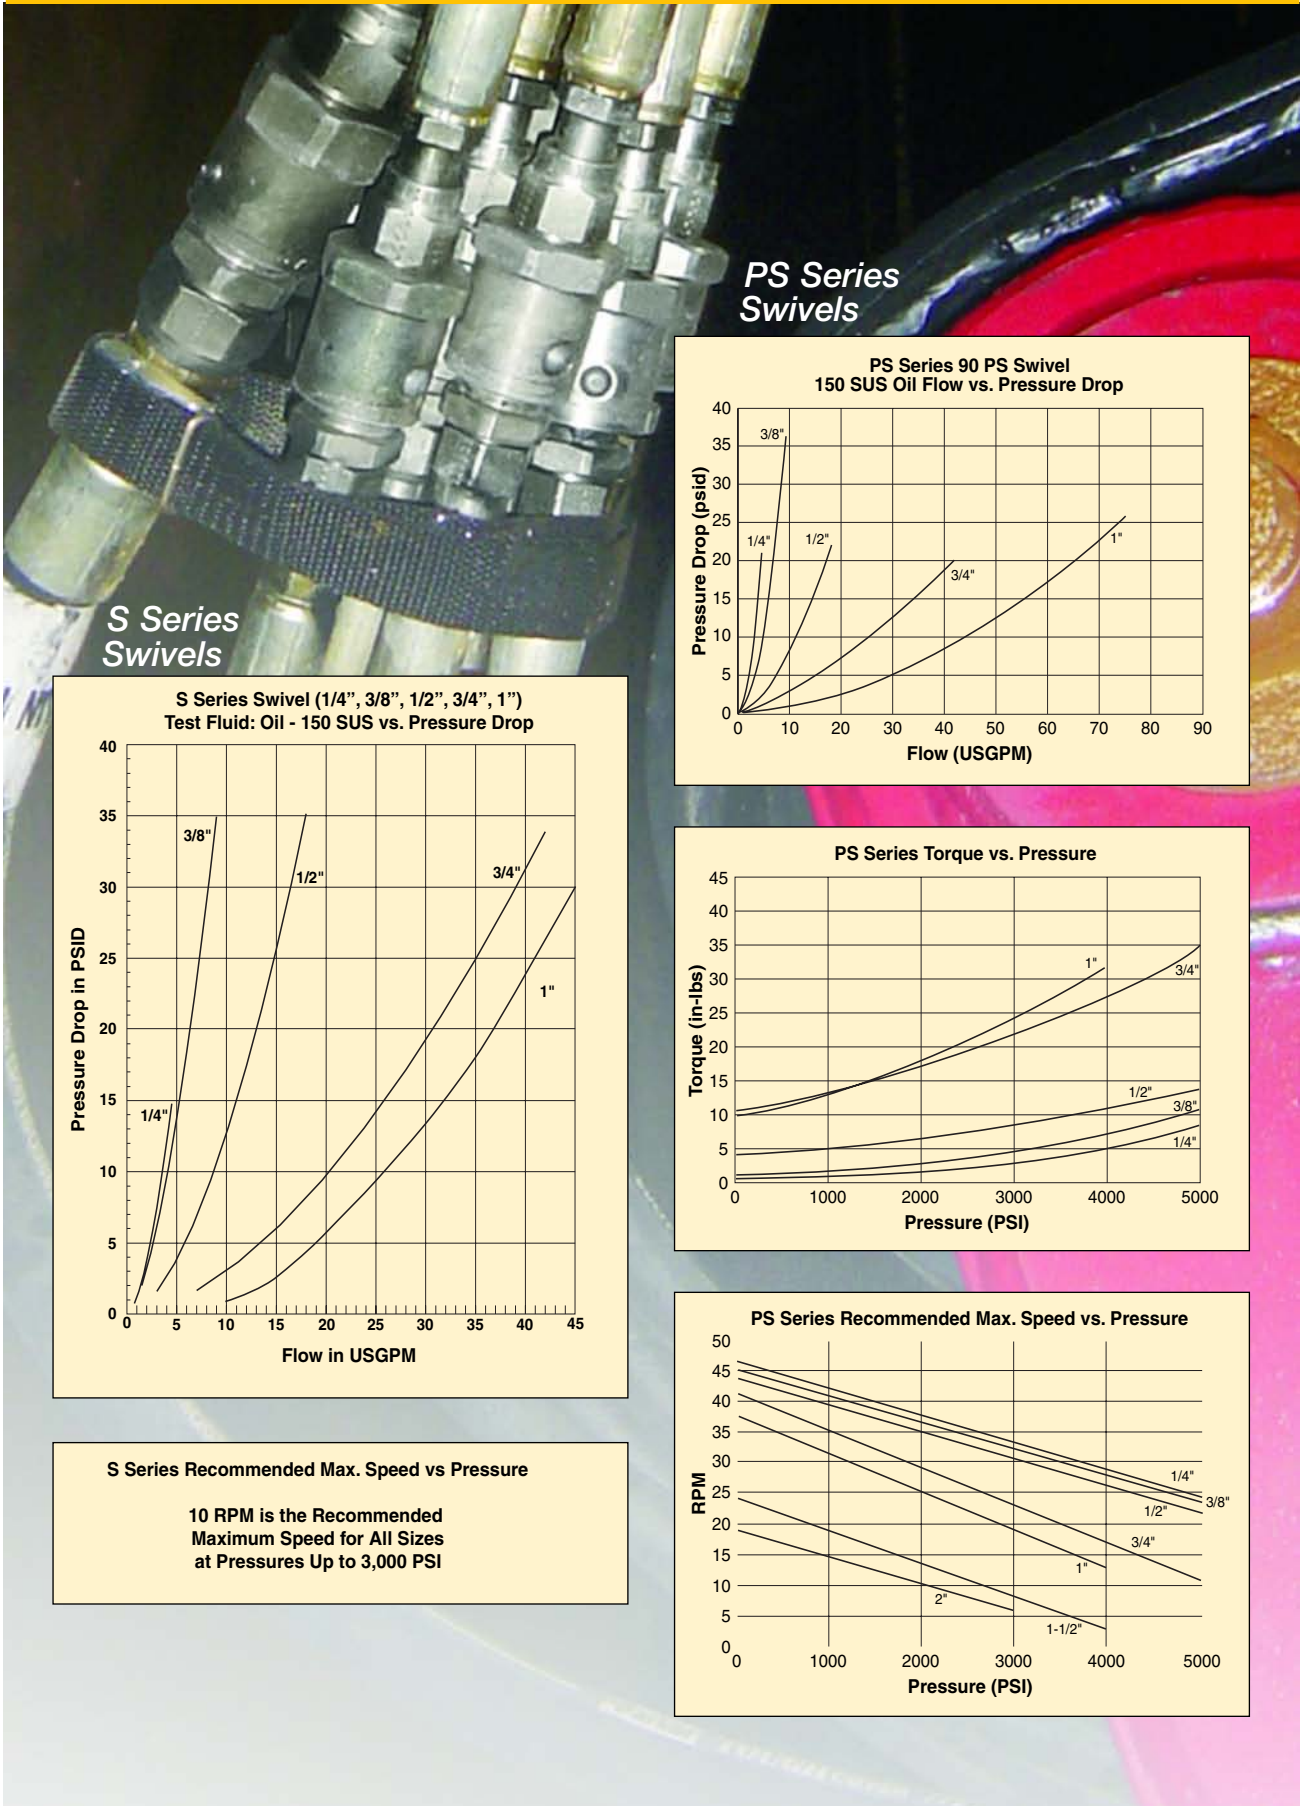 PS Series
Swivels
PS Series 90 PS Swivel
150 SUS Oil Flow vs. Pressure Drop
Pressure Drop (psid)
40
35
30
25
20
15
10
5
0
3/8"
1/4"
1/2"
3/4"
1"
0 10 20 30 40 50 60 70 80 90
Flow (USGPM)
S Series
Swivels
S Series Swivel (1/4”, 3/8”, 1/2”, 3/4”, 1”)
Test Fluid: Oil - 150 SUS vs. Pressure Drop
Pressure Drop in PSID
40
35
30
25
20
15
10
5
0
3/8"
1/2"
3/4"
1"
1/4"
0 5 10 15 20 25 30 35 40 45
Flow in USGPM
S Series Recommended Max. Speed vs Pressure
10 RPM is the Recommended
Maximum Speed for All Sizes
at Pressures Up to 3,000 PSI
PS Series Torque vs. Pressure
Torque (in-lbs)
45
40
35
30
25
20
15
10
5
0
1"
3/4"
1/2"
3/8"
1/4"
0 1000 2000 3000 4000 5000
Pressure (PSI)
PS Series Recommended Max. Speed vs. Pressure
RPM
50
45
40
35
30
25
20
15
10
5
0
1/4"
3/8"
1/2"
3/4"
1"
2"
1-1/2"
0 1000 2000 3000 4000 5000
Pressure (PSI)